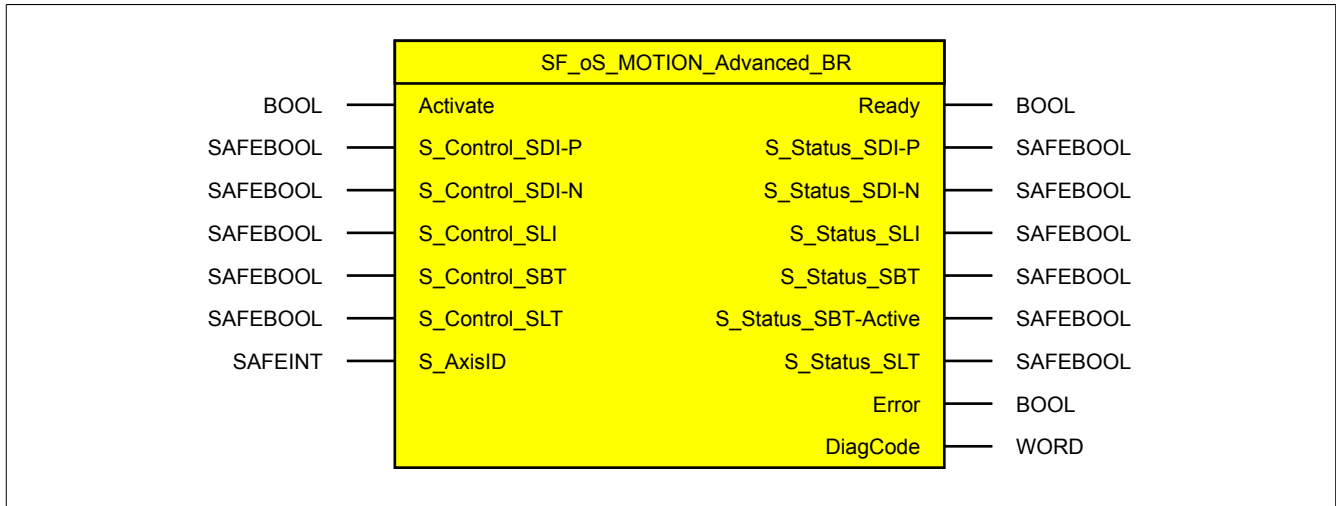 SF_oS_MOTION_Advanced_BR
BOOL Activate Ready BOOL
SAFEBOOL S_Control_SDI-P S_Status_SDI-P SAFEBOOL
SAFEBOOL S_Control_SDI-N S_Status_SDI-N SAFEBOOL
SAFEBOOL S_Control_SLI S_Status_SLI SAFEBOOL
SAFEBOOL S_Control_SBT S_Status_SBT SAFEBOOL
SAFEBOOL S_Control_SLT S_Status_SBT-Active SAFEBOOL
SAFEINT S_AxisID S_Status_SLT SAFEBOOL
Error BOOL
DiagCode WORD